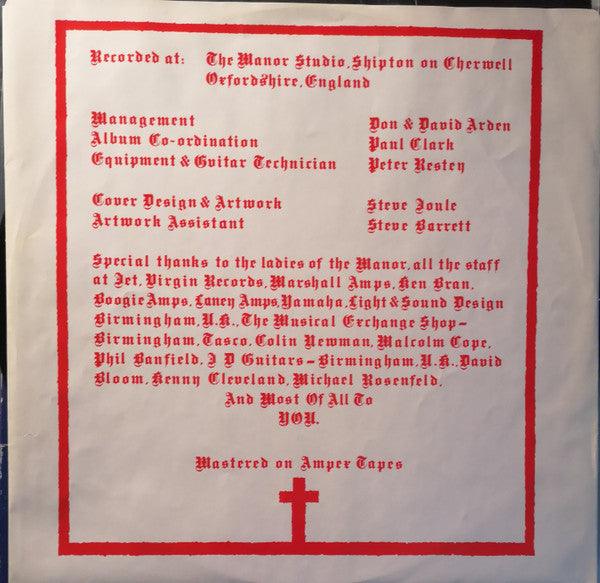 Recorded at: The Manor Studio, Shipton on Cherwell
Oxfordshire, England
Management Don & David Arden
Album Co-ordination Paul Clark
Equipment & Guitar Technician Peter Restey
Cover Design & Artwork Steve Joule
Artwork Assistant Steve Barrett
Special thanks to the ladies of the Manor, all the staff
at Jet, Virgin Records, Marshall Amps, Ken Bran,
Boogie Amps, Laney Amps, Yamaha, Light & Sound Design
Birmingham, U.K., The Musical Exchange Shop-
Birmingham, Tasco, Colin Newman, Malcolm Cope,
Phil Banfield, J D Guitars - Birmingham, U.K., David
Bloom, Kenny Cleveland, Michael Rosenfeld,
And Most Of All To
YOU.
Mastered on Ampex Tapes